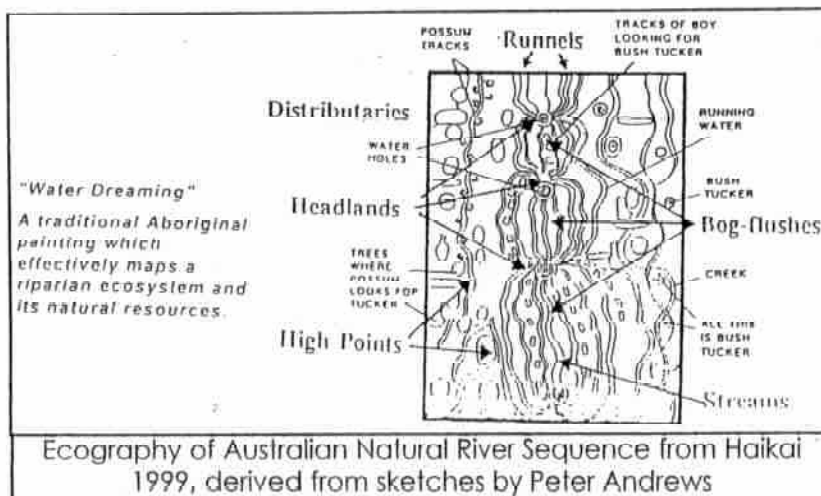 POSSUM
TRACKS
Runnels
TRACKS OF BOY
LOOKING FOR
BUSH TUCKER
Distributaries
WATER
HOLES
RUNNING
WATER
"Water Dreaming"
A traditional Aboriginal
painting which
effectively maps a
riparian ecosystem and
its natural resources.
Headlands
BUSH
TUCKER
Bog-flushes
TREES
WHERE
POSSUM
LOOKS FOR
TUCKER
CREEK
High Points
ALL THIS
IS BUSH
TUCKER
Streams
Ecography of Australian Natural River Sequence from Haikai
1999, derived from sketches by Peter Andrews